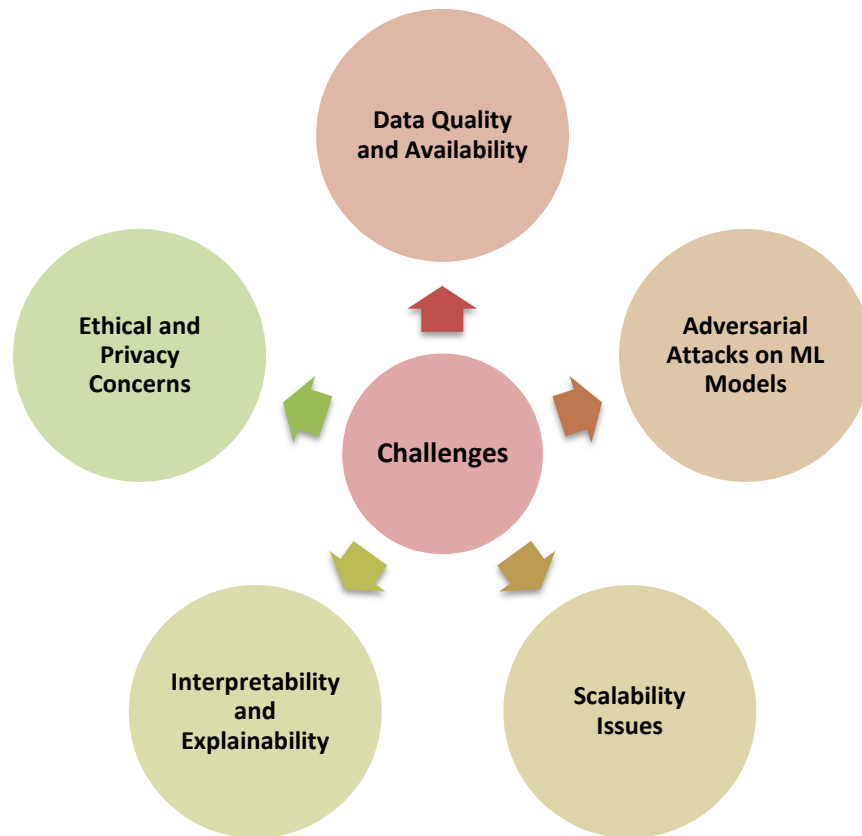 Data Quality
and Availability
Ethical and
Privacy
Concerns
Adversarial
Attacks on ML
Models
Challenges
Interpretability
and
Explainability
Scalability
Issues